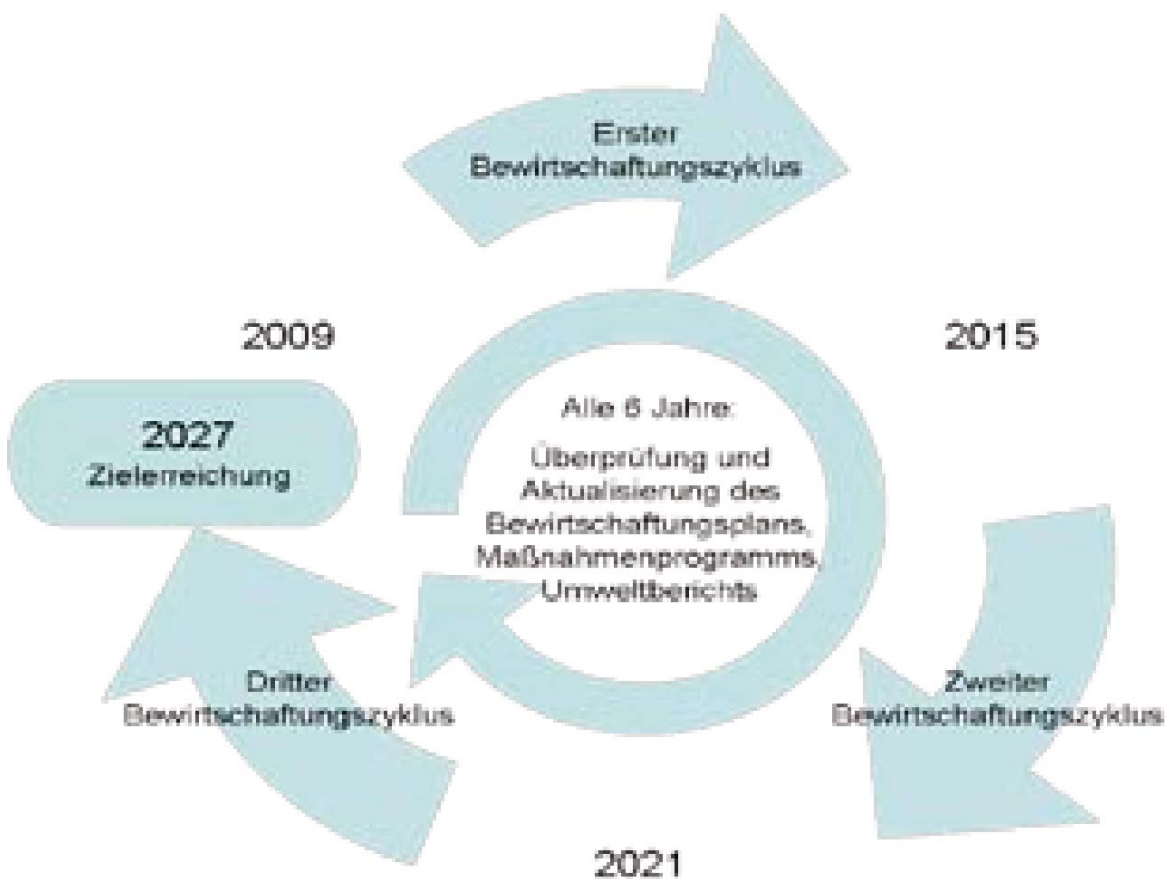 Erster
Bewirtschaftungszyklus
2009
2015
2027
Zielerreichung
Alle 6 Jahre:
Überprüfung und
Aktualisierung des
Bewirtschaftungsplans,
Maßnahmenprogramms,
Umweltberichts
Dritter
Bewirtschaftungszyklus
Zweiter
Bewirtschaftungszyklus
2021